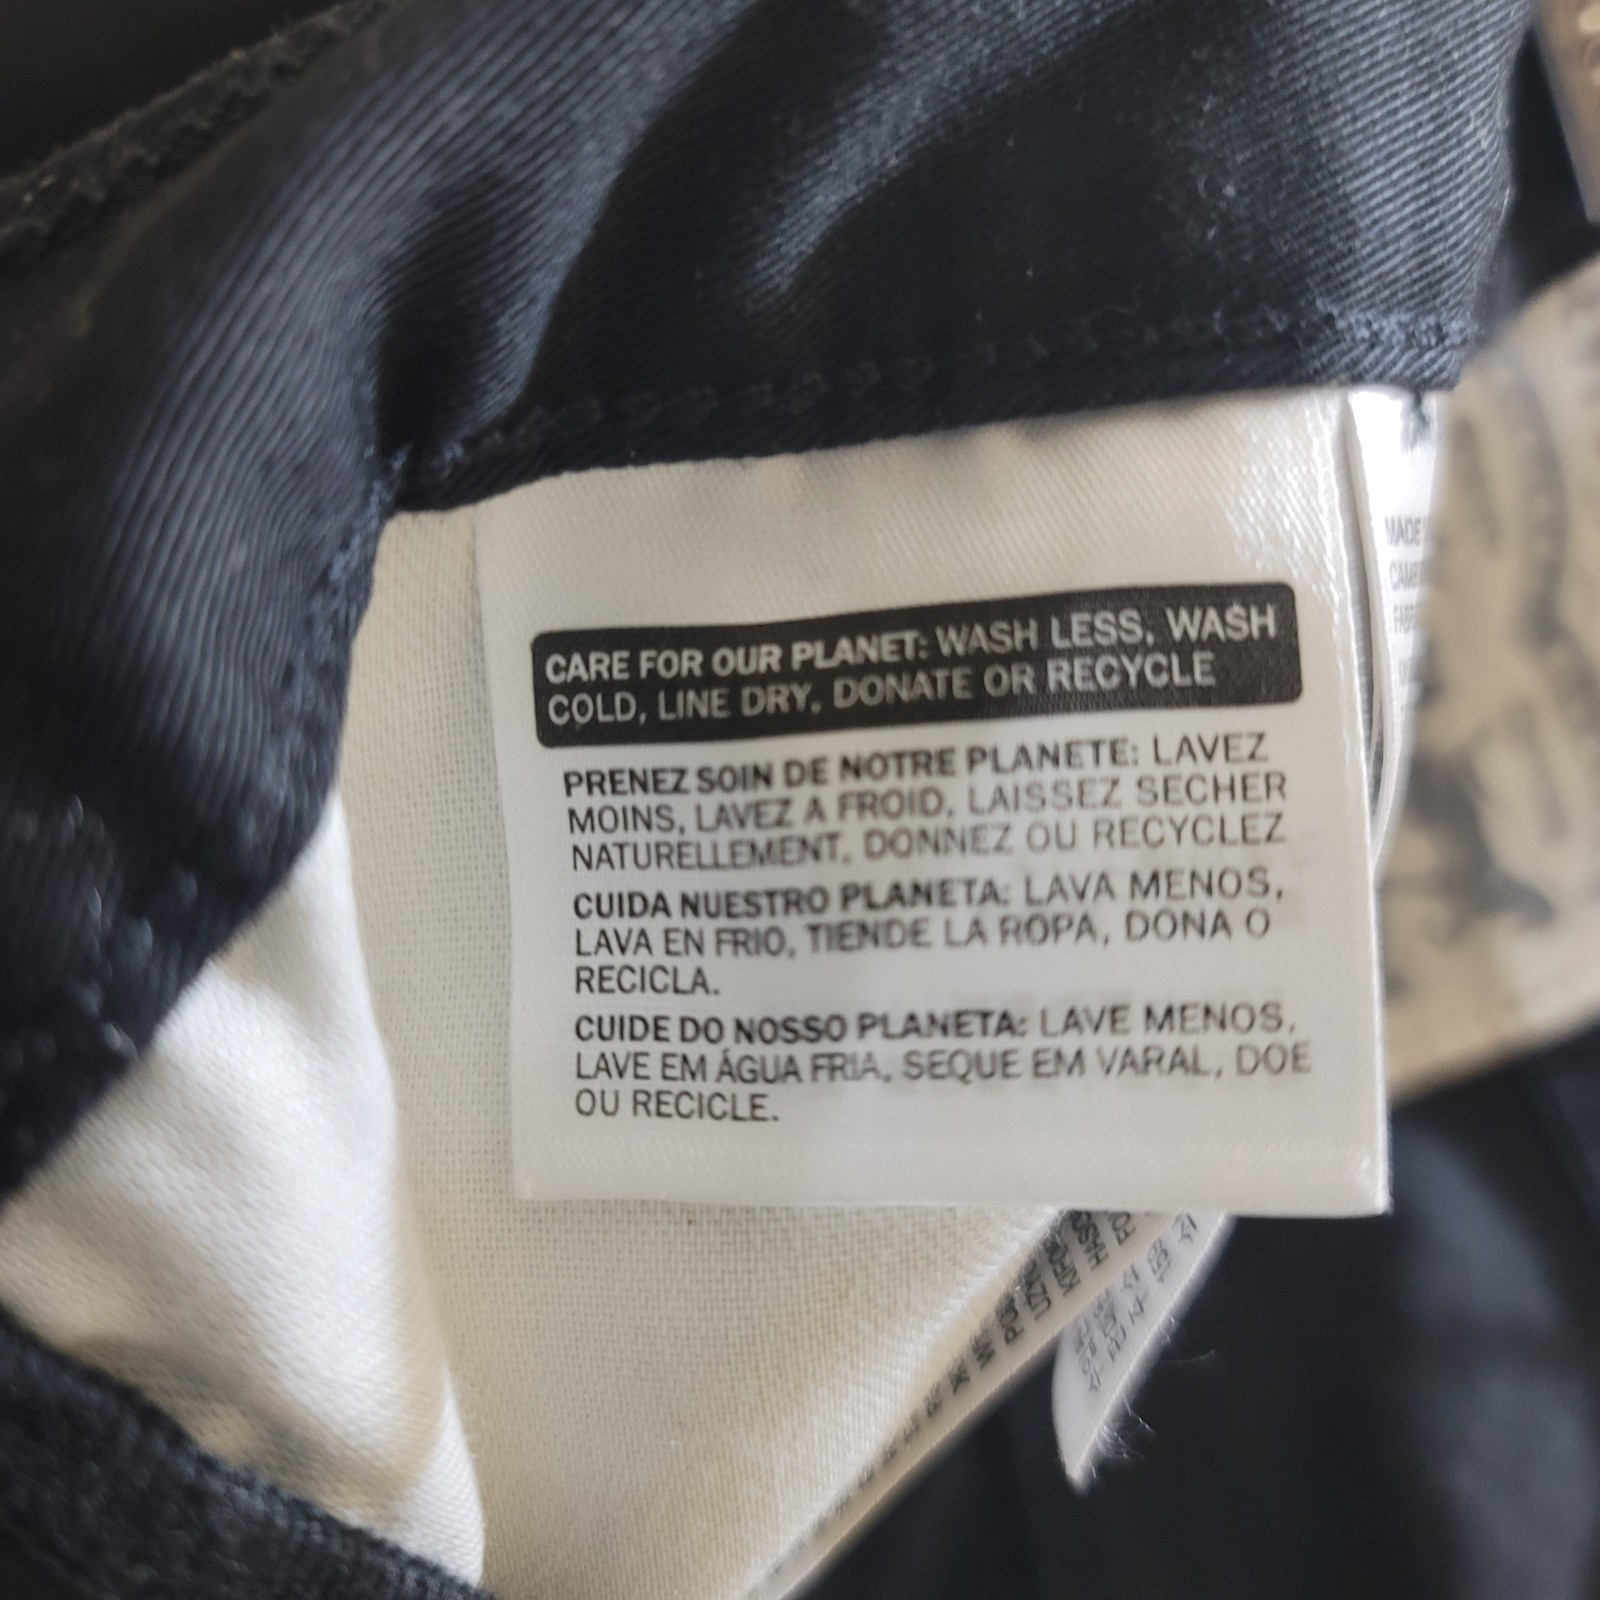 CARE FOR OUR PLANET: WASH LESS, WASH
COLD, LINE DRY, DONATE OR RECYCLE
PRENEZ SOIN DE NOTRE PLANETE: LAVEZ
MOINS, LAVEZ A FROID, LAISSEZ SECHER
NATURELLEMENT, DONNEZ OU RECYCLEZ
CUIDA NUESTRO PLANETA: LAVA MENOS,
LAVA EN FRIO, TIENDE LA ROPA, DONA O
RECICLA.
CUIDE DO NOSSO PLANETA: LAVE MENOS,
LAVE EM ÁGUA FRIA, SEQUE EM VARAL, DOE
OU RECICLE.
MADE